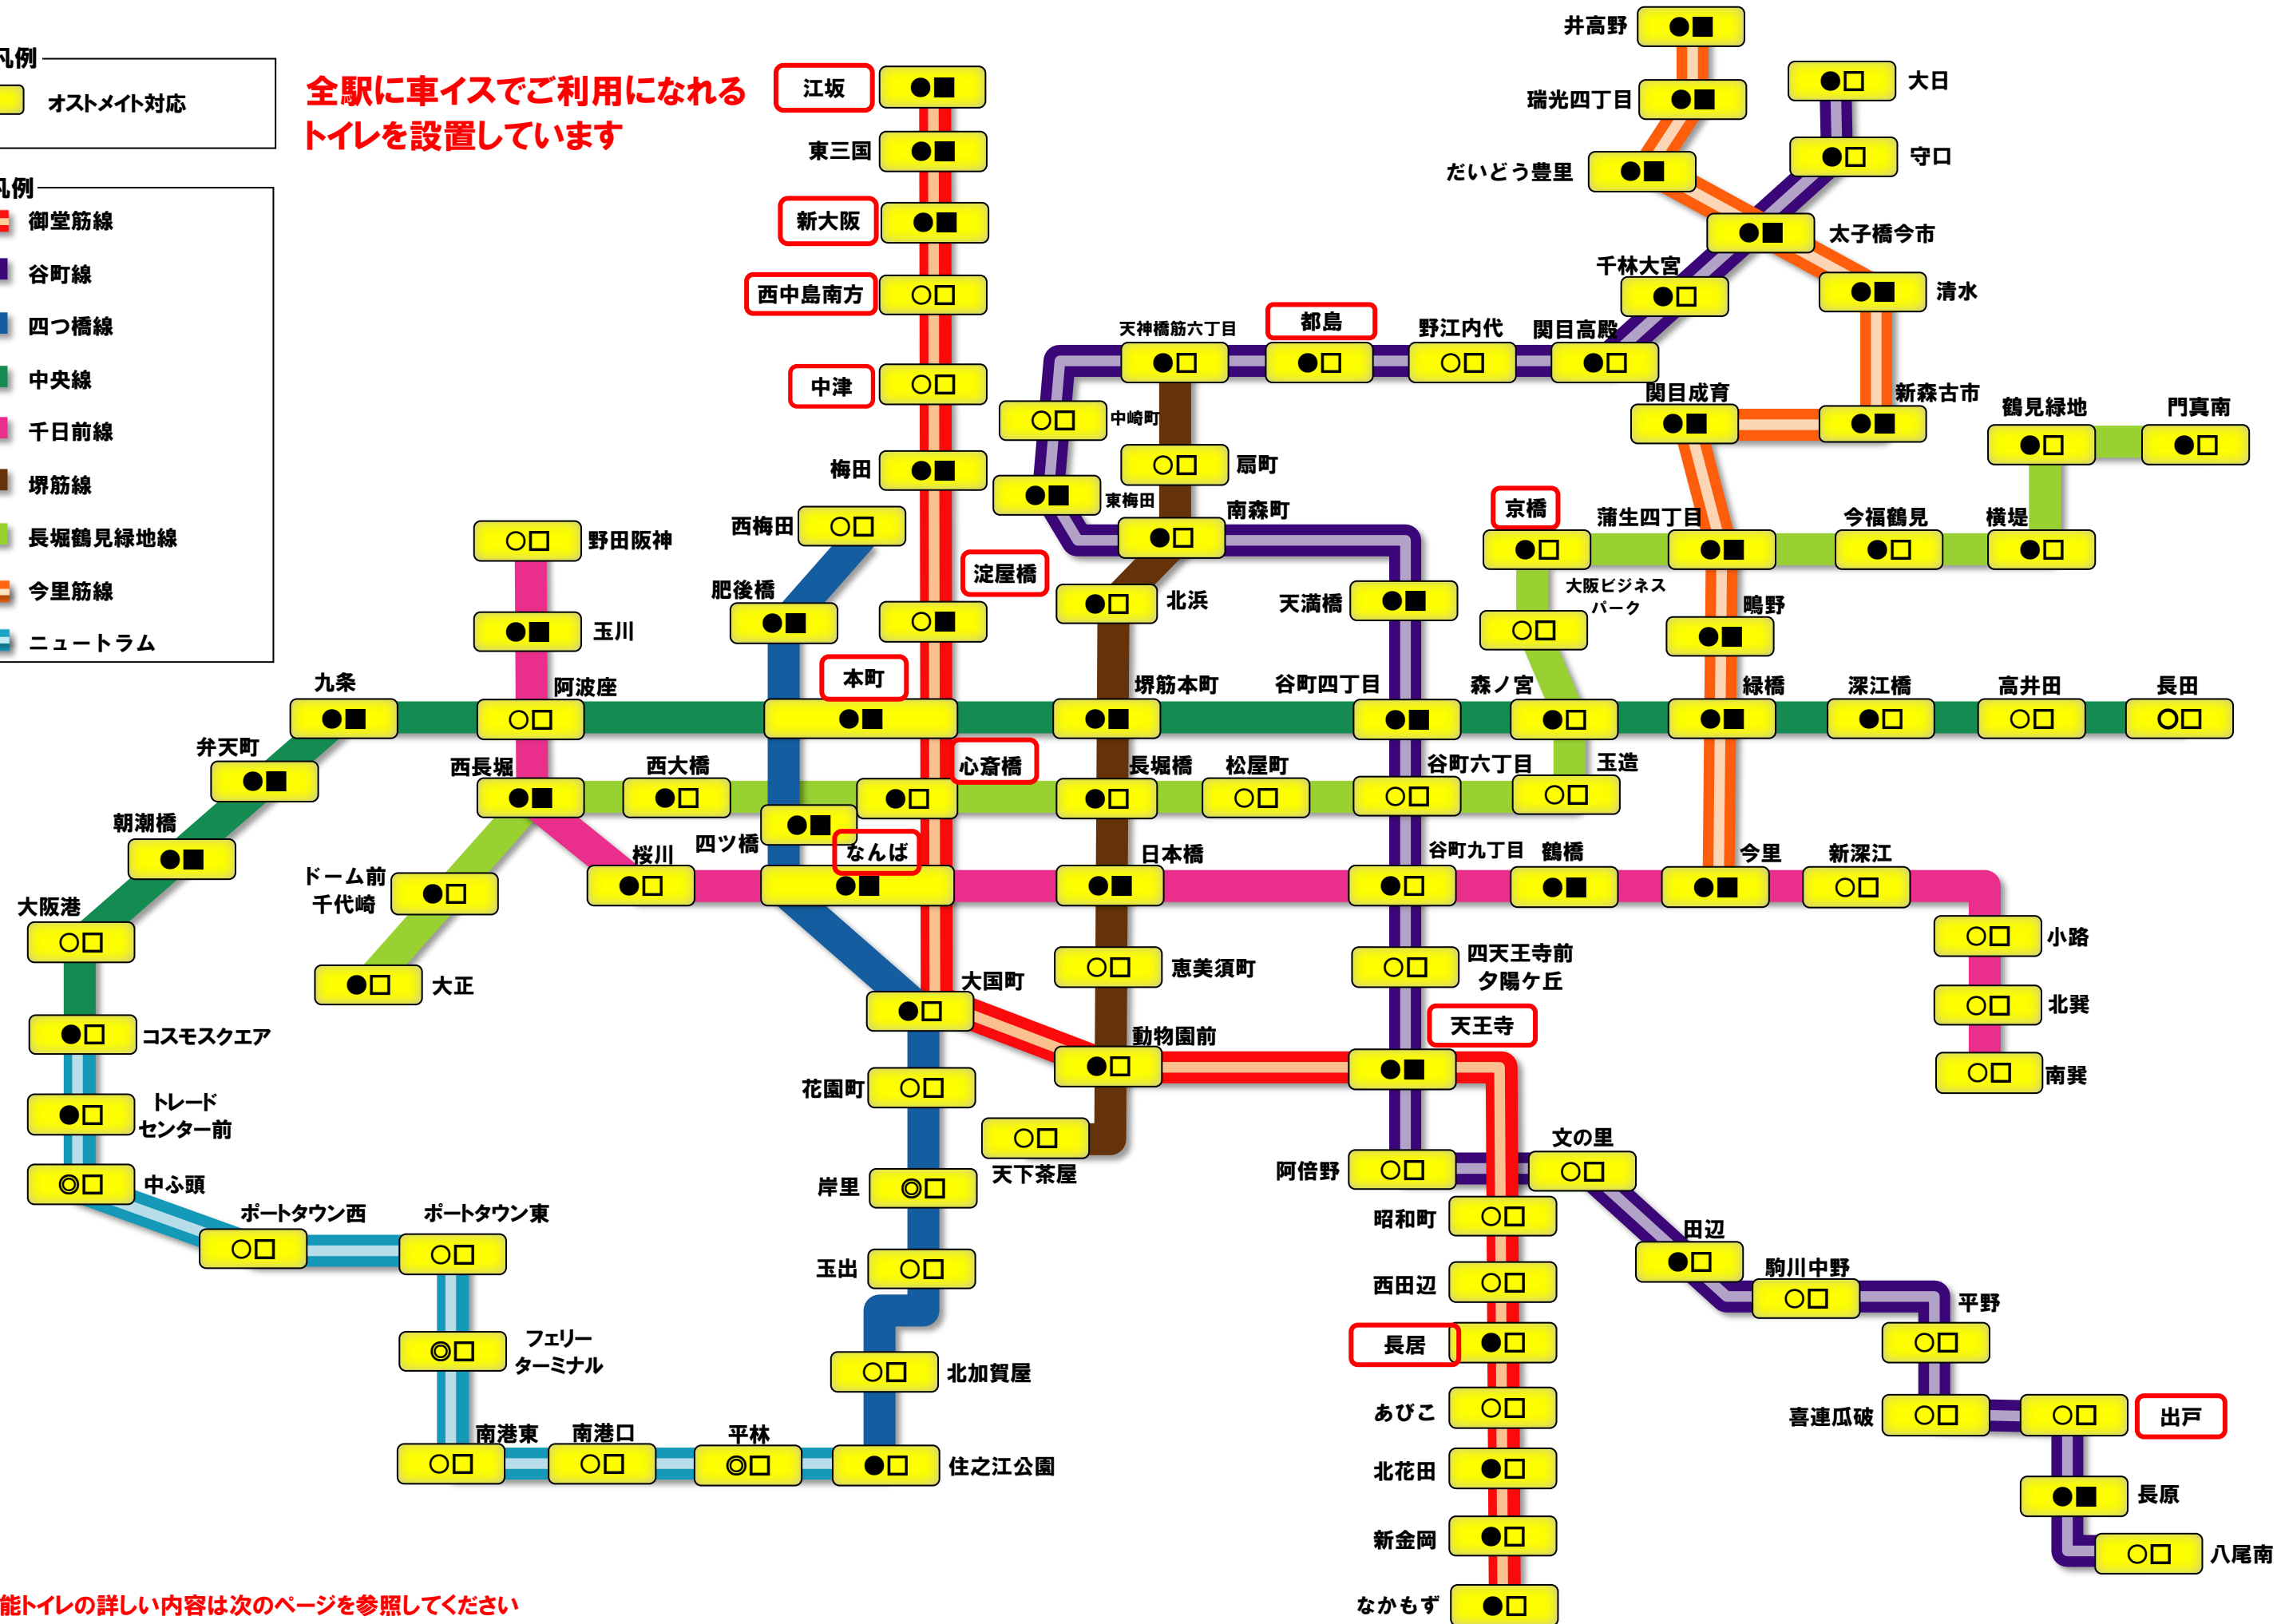 凡例
オストメイト対応
全駅に車イスでご利用になれる
トイレを設置しています
凡例
御堂筋線
谷町線
四つ橋線
中央線
千日前線
堺筋線
長堀鶴見緑地線
今里筋線
ニュートラム
井高野
瑞光四丁目
だいどう豊里
大日
守口
太子橋今市
千林大宮
清水
江坂
東三国
新大阪
西中島南方
中津
梅田
天神橋筋六丁目
都島
野江内代
関目高殿
関目成育
新森古市
中崎町
扇町
東梅田
南森町
鶴見緑地
門真南
京橋
蒲生四丁目
今福鶴見
横堤
西梅田
野田阪神
淀屋橋
肥後橋
北浜
天満橋
大阪ビジネス
パーク
鴫野
玉川
九条
阿波座
本町
堺筋本町
谷町四丁目
森ノ宮
緑橋
深江橋
高井田
長田
弁天町
西長堀
西大橋
心斎橋
長堀橋
松屋町
谷町六丁目
玉造
朝潮橋
四ツ橋
なんば
桜川
日本橋
谷町九丁目
鶴橋
今里
新深江
ドーム前
千代崎
大阪港
大正
大国町
恵美須町
四天王寺前
夕陽ケ丘
小路
北巽
南巽
コスモスクエア
動物園前
天王寺
トレード
センター前
花園町
天下茶屋
阿倍野
文の里
中ふ頭
岸里
ポートタウン西
ポートタウン東
昭和町
田辺
駒川中野
平野
玉出
西田辺
フェリー
ターミナル
長居
北加賀屋
あびこ
喜連瓜破
出戸
南港東
南港口
平林
住之江公園
北花田
長原
新金岡
八尾南
なかもず
能トイレの詳しい内容は次のページを参照してください